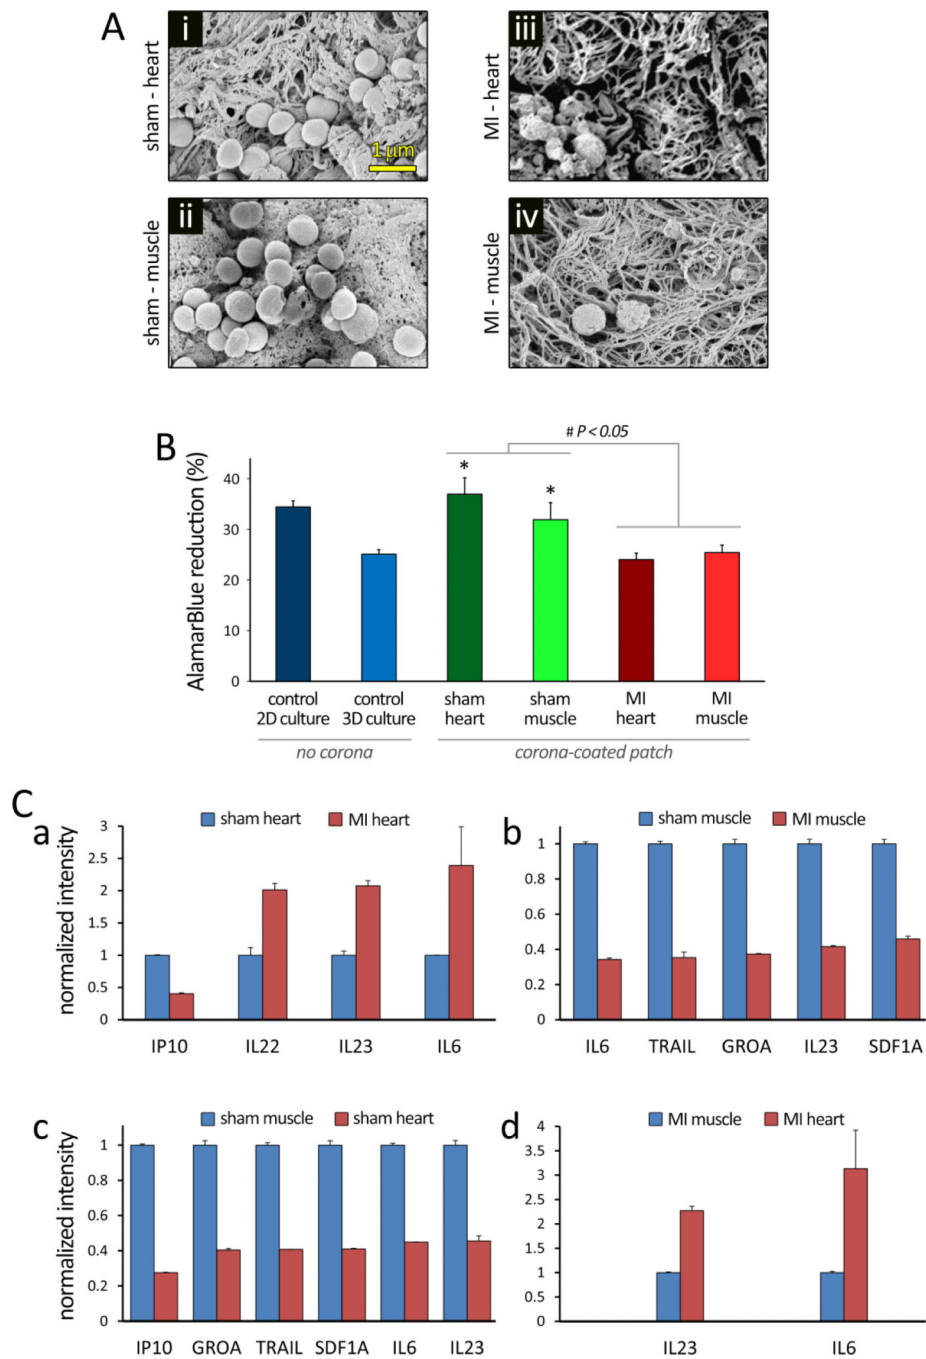 A
i
sham - heart
1 µm
iii
MI - heart
ii
sham - muscle
iv
MI - muscle
B
# P < 0.05
AlamarBlue reduction (%)
40
30
20
10
0
*
*
control
2D culture
control
3D culture
sham
heart
sham
muscle
MI
heart
MI
muscle
no corona
corona-coated patch
C
a
sham heart
MI heart
normalized intensity
3
2.5
2
1.5
1
0.5
0
IP10 IL22 IL23 IL6
b
sham muscle
MI muscle
1
0.8
0.6
0.4
0.2
0
IL6 TRAIL GROA IL23 SDF1A
c
sham muscle
sham heart
normalized intensity
1
0.8
0.6
0.4
0.2
0
IP10 GROA TRAIL SDF1A IL6 IL23
d
MI muscle
MI heart
4
3.5
3
2.5
2
1.5
1
0.5
0
IL23 IL6